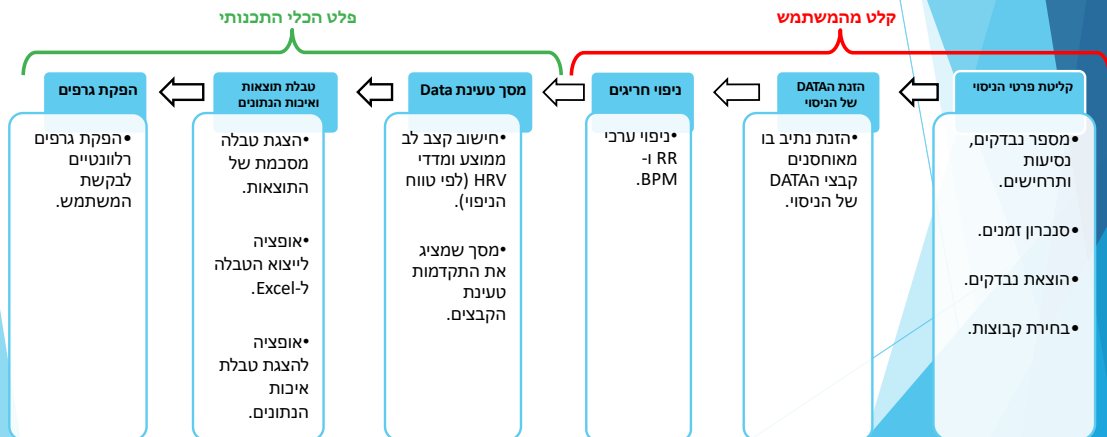 קלט מהמשתמש
פלט הכלי התכנותי
קליטת פרטי הניסוי
•מספר נבדקים,
נסיעות
ותרחישים.
•סנכרון זמנים.
•הוצאת נבדקים.
•בחירת קבוצות.
הזנת הDATA
של הניסוי
•הזנת נתיב בו
מאוחסנים
קבצי הDATA
של הניסוי.
ניפוי חריגים
•ניפוי ערכי
RR ו-
BPM.
מסך טעינת Data
•חישוב קצב לב
ממוצע ומדדי
HRV (לפי טווח
הניפוי).
•מסך שמציג
את התקדמות
טעינת
הקבצים.
טבלת תוצאות
ואיכות הנתונים
•הצגת טבלה
מסכמת של
התוצאות.
•אופציה
לייצוא הטבלה
ל-Excel.
•אופציה
להצגת טבלת
איכות
הנתונים.
הפקת גרפים
•הפקת גרפים
רלוונטיים
לבקשת
המשתמש.